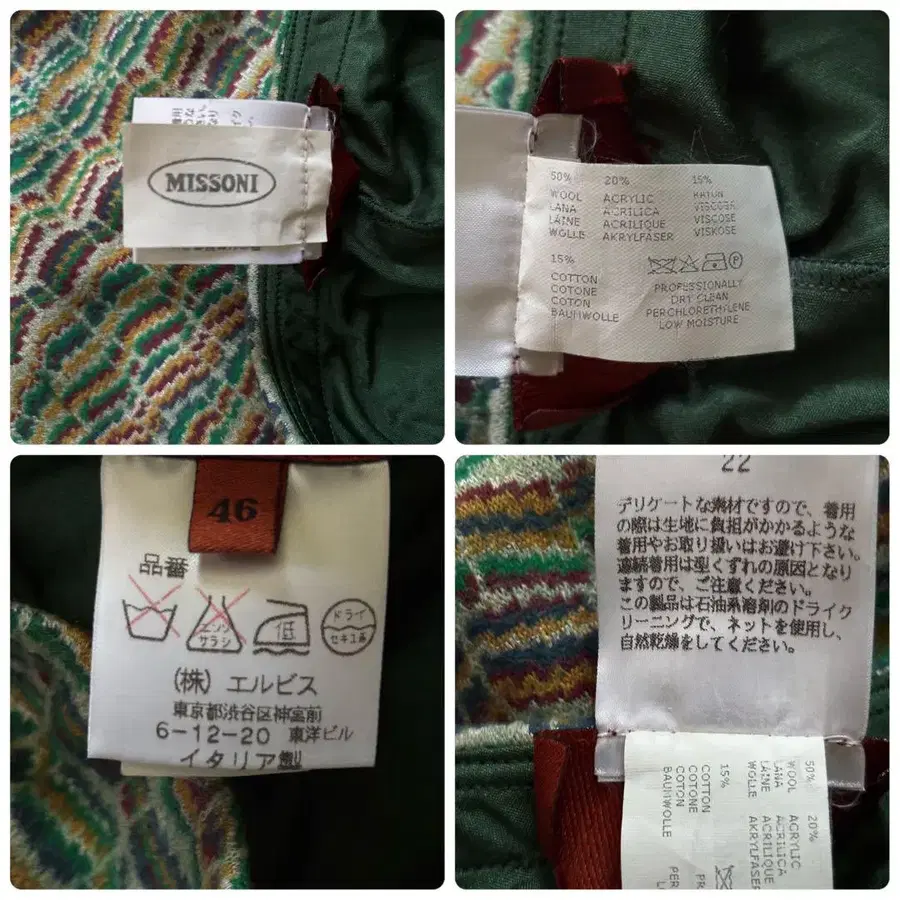 MISSONI
50% 20% 15%
WOOL ACRYLIC RAYON
LANA ACRILICA VISCOSA
LAINE ACRILIQUE VISCOSE
WOLLE AKRYLFASER VISKOSE
15%
COTTON
COTONE
COTON
BAUMWOLLE
PROFESSIONALLY
DRY CLEAN
PERCHLORETHYLENE
LOW MOISTURE
46
品番
エンソ
サラシ
低
ドライ
セキユ系
(株) エルビス
東京都渋谷区神宮前
6-12-20 東洋ビル
イタリア製
22
デリケートな素材ですので、着用
の際は生地に負担がかかるような
着用やお取り扱いはお避け下さい。
連続着用は型くずれの原因となり
ますので、ご注意ください。
この製品は石油系溶剤のドライク
リーニングで、ネットを使用し、
自然乾燥をしてください。
50% 20%
WOOL ACRYLIC
LANA ACRILICA
LAINE ACRILIQUE
WOLLE AKRYLFASER
15%
COTTON
COTONE
COTON
BAUMWOLLE